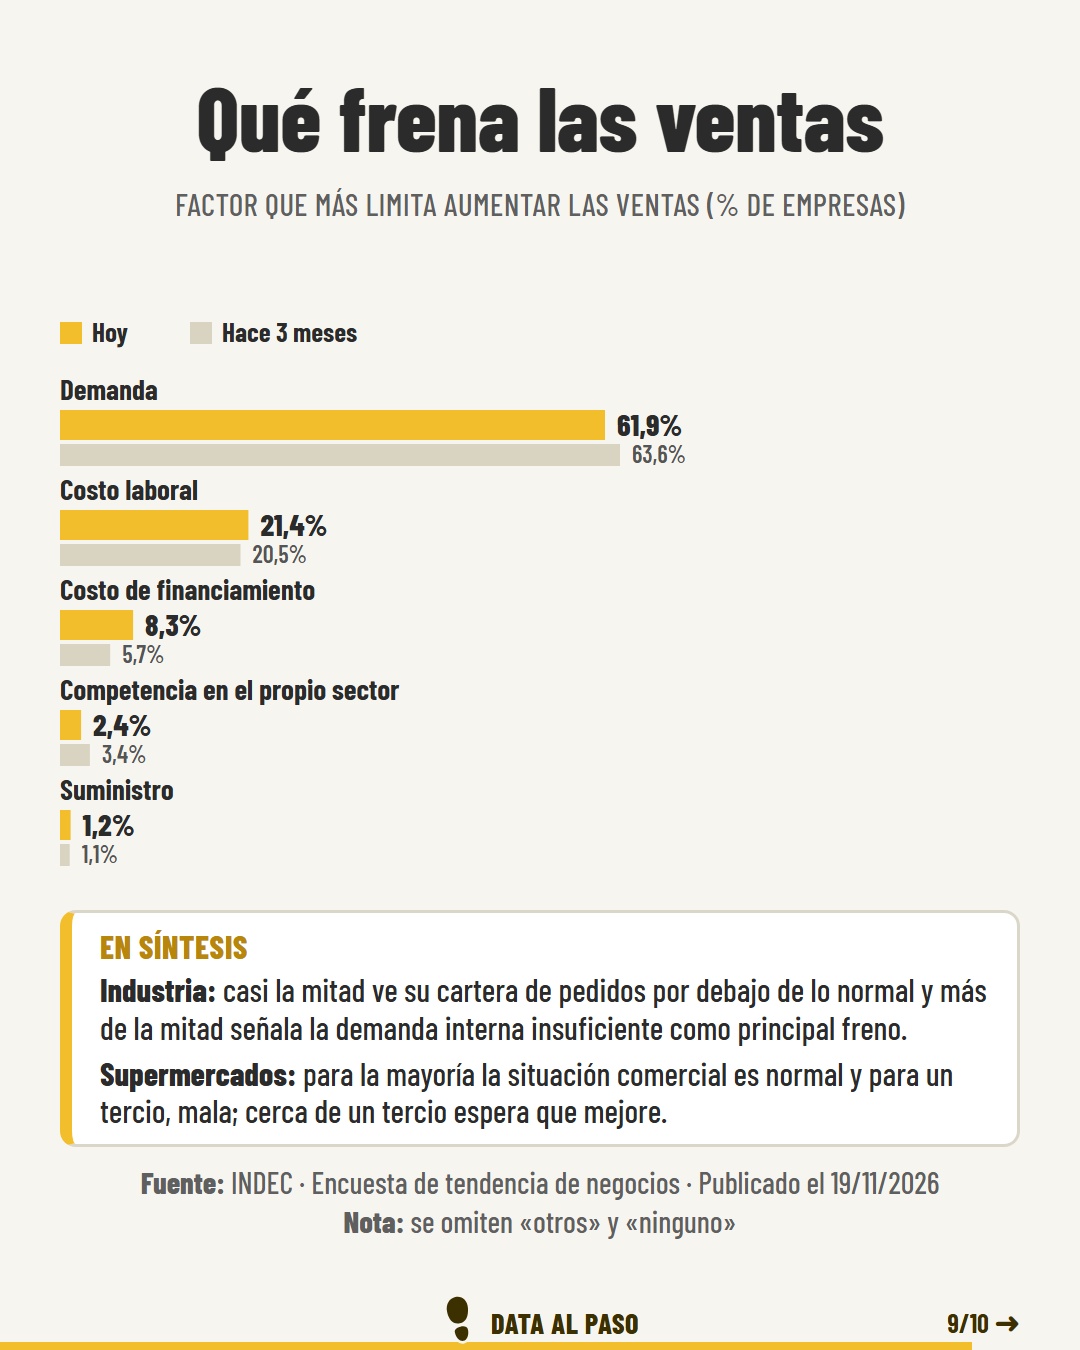 Qué frena las ventas
FACTOR QUE MÁS LIMITA AUMENTAR LAS VENTAS (% DE EMPRESAS)
Hoy
Hace 3 meses
Demanda
61,9%
63,6%
Costo laboral
21,4%
20,5%
Costo de financiamiento
8,3%
5,7%
Competencia en el propio sector
2,4%
3,4%
Suministro
1,2%
1,1%
EN SÍNTESIS
Industria: casi la mitad ve su cartera de pedidos por debajo de lo normal y más
de la mitad señala la demanda interna insuficiente como principal freno.
Supermercados: para la mayoría la situación comercial es normal y para un
tercio, mala; cerca de un tercio espera que mejore.
Fuente: INDEC · Encuesta de tendencia de negocios · Publicado el 19/11/2026
Nota: se omiten «otros» y «ninguno»
DATA AL PASO
9/10 →